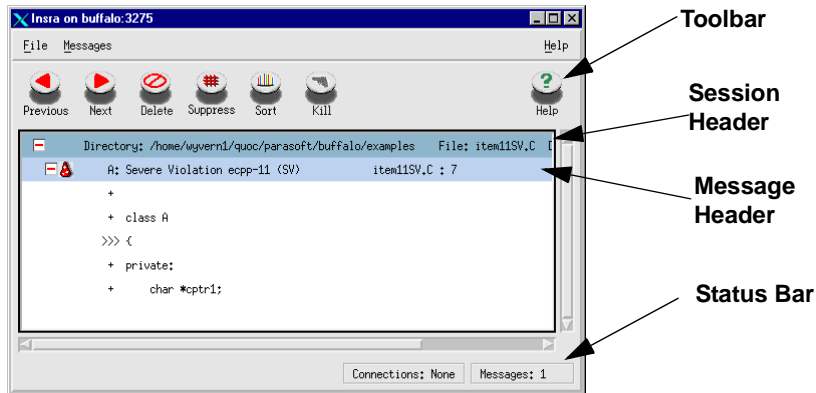 Insra on buffalo:3275
File Messages Help
Previous Next Delete Suppress Sort Kill Help
Directory: /home/wyvern1/quoc/parasoft/buffalo/examples File: item11SV.C
A: Severe Violation ecpp-11 (SV) item11SV.C : 7
+
+ class A
>>> {
+ private:
+ char *cptr1;
Connections: None Messages: 1
Toolbar
Session
Header
Message
Header
Status Bar